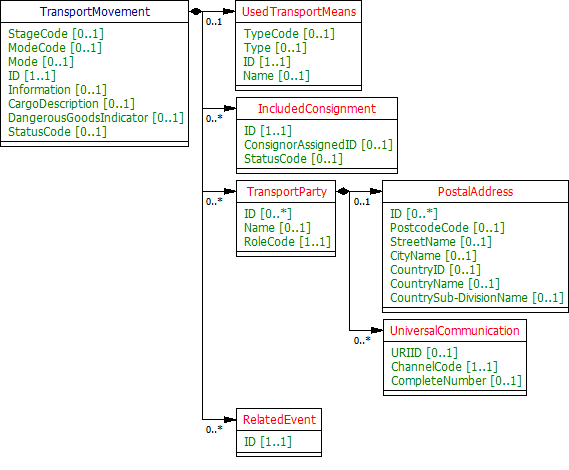 TransportMovement
StageCode [0..1]
ModeCode [0..1]
Mode [0..1]
ID [1..1]
Information [0..1]
CargoDescription [0..1]
DangerousGoodsIndicator [0..1]
StatusCode [0..1]
0..1
UsedTransportMeans
TypeCode [0..1]
Type [0..1]
ID [1..1]
Name [0..1]
0..*
IncludedConsignment
ID [1..1]
ConsignorAssignedID [0..1]
StatusCode [0..1]
0..*
TransportParty
ID [0..*]
Name [0..1]
RoleCode [1..1]
0..1
PostalAddress
ID [0..*]
PostcodeCode [0..1]
StreetName [0..1]
CityName [0..1]
CountryID [0..1]
CountryName [0..1]
CountrySub-DivisionName [0..1]
0..*
UniversalCommunication
URIID [0..1]
ChannelCode [1..1]
CompleteNumber [0..1]
0..*
RelatedEvent
ID [1..1]